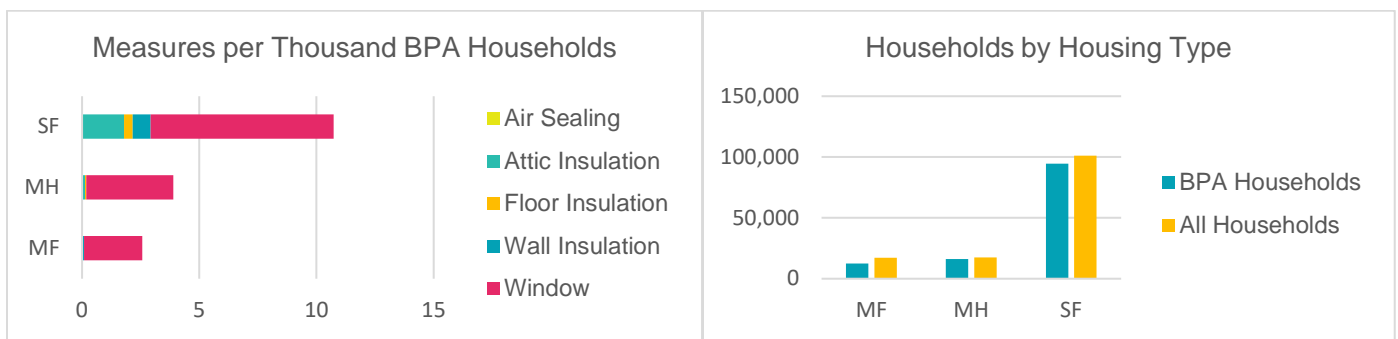 Measures per Thousand BPA Households
SF
MH
MF
0
5
10
15
Air Sealing
Attic Insulation
Floor Insulation
Wall Insulation
Window
Households by Housing Type
150,000
100,000
50,000
0
MF
MH
SF
BPA Households
All Households